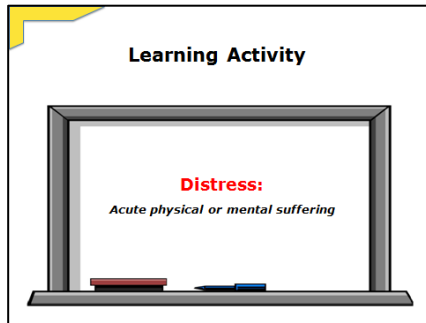 Learning Activity
Distress:
Acute physical or mental suffering